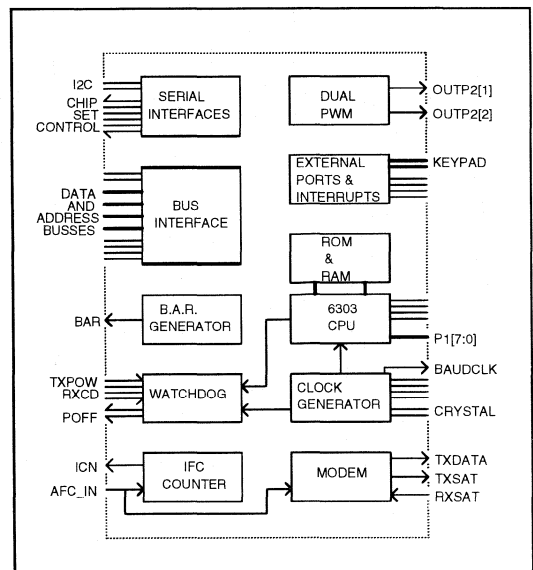 I2C
CHIP
SET
CONTROL
SERIAL
INTERFACES
DUAL
PWM
OUTP2[1]
OUTP2[2]
DATA
AND
ADDRESS
BUSSES
BUS
INTERFACE
EXTERNAL
PORTS &
INTERRUPTS
KEYPAD
ROM
&
RAM
BAR
B.A.R.
GENERATOR
6303
CPU
P1[7:0]
TXPOW
RXCD
POFF
WATCHDOG
CLOCK
GENERATOR
BAUDCLK
CRYSTAL
ICN
AFC_IN
IFC
COUNTER
MODEM
TXDATA
TXSAT
RXSAT